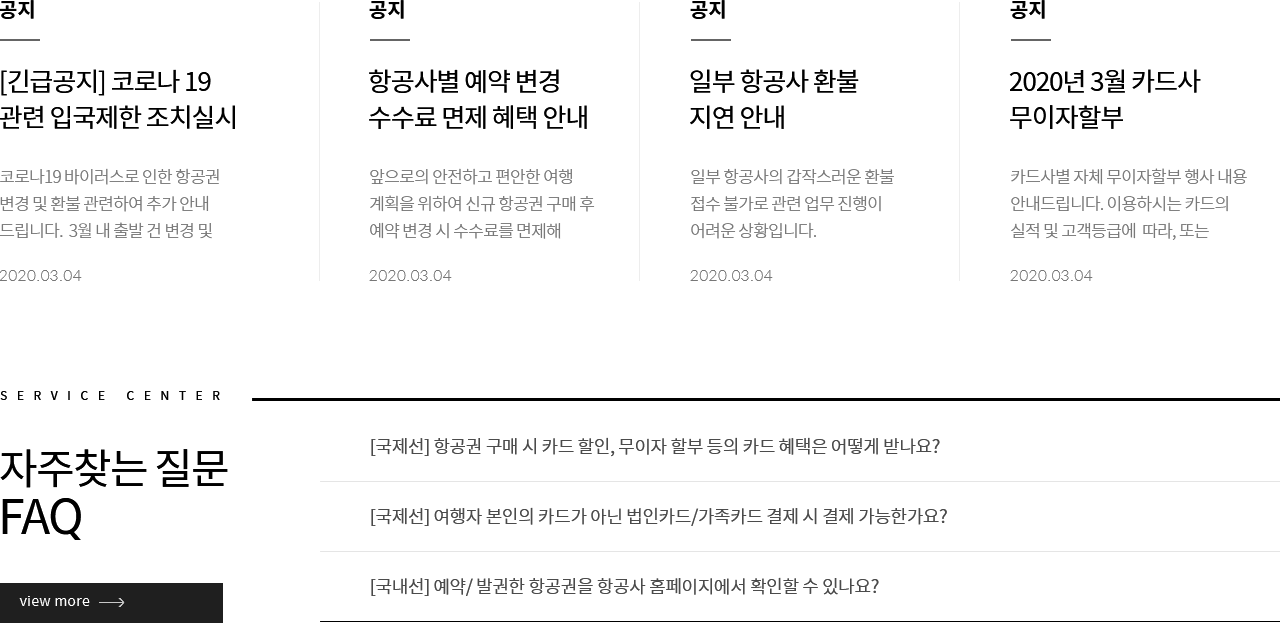 공지
[긴급공지] 코로나 19
관련 입국제한 조치실시
코로나19 바이러스로 인한 항공권
변경 및 환불 관련하여 추가 안내
드립니다. 3월 내 출발 건 변경 및
2020.03.04
공지
항공사별 예약 변경
수수료 면제 혜택 안내
앞으로의 안전하고 편안한 여행
계획을 위하여 신규 항공권 구매 후
예약 변경 시 수수료를 면제해
2020.03.04
공지
일부 항공사 환불
지연 안내
일부 항공사의 갑작스러운 환불
접수 불가로 관련 업무 진행이
어려운 상황입니다.
2020.03.04
공지
2020년 3월 카드사
무이자할부
카드사별 자체 무이자할부 행사 내용
안내드립니다. 이용하시는 카드의
실적 및 고객등급에 따라, 또는
2020.03.04
SERVICE CENTER
자주찾는 질문
FAQ
view more
[국제선] 항공권 구매 시 카드 할인, 무이자 할부 등의 카드 혜택은 어떻게 받나요?
[국제선] 여행자 본인의 카드가 아닌 법인카드/가족카드 결제 시 결제 가능한가요?
[국내선] 예약/ 발권한 항공권을 항공사 홈페이지에서 확인할 수 있나요?